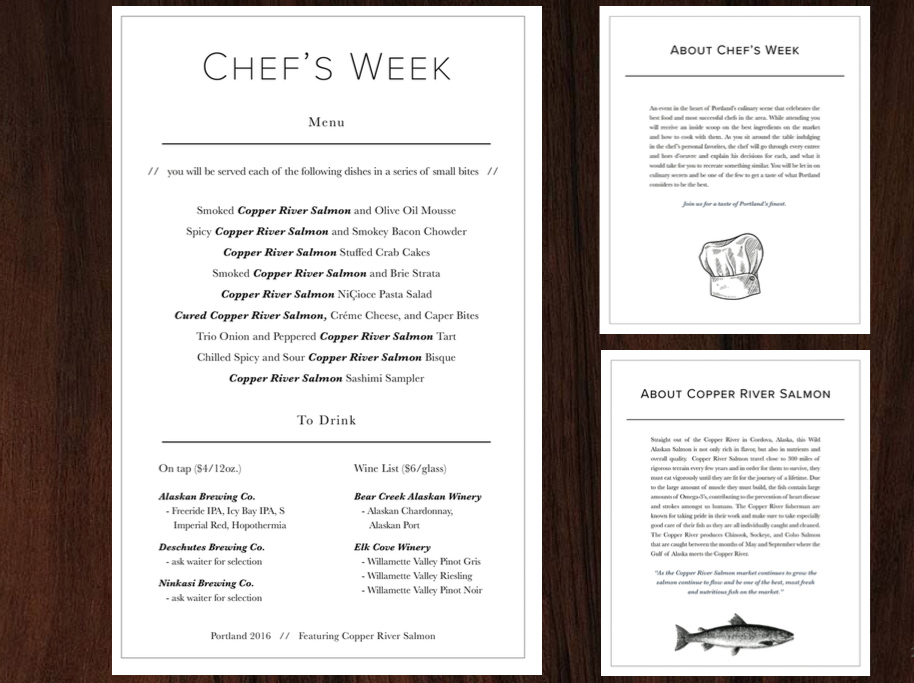 CHEF'S WEEK
Menu
// you will be served each of the following dishes in a series of small bites //
Smoked Copper River Salmon and Olive Oil Mousse
Spicy Copper River Salmon and Smokey Bacon Chowder
Copper River Salmon Stuffed Crab Cakes
Smoked Copper River Salmon and Brie Strata
Copper River Salmon NiÇioce Pasta Salad
Cured Copper River Salmon, Créme Cheese, and Caper Bites
Trio Onion and Peppered Copper River Salmon Tart
Chilled Spicy and Sour Copper River Salmon Bisque
Copper River Salmon Sashimi Sampler
To Drink
On tap ($4/12oz.)
Alaskan Brewing Co.
- Freeride IPA, Icy Bay IPA, S
Imperial Red, Hopothermia
Deschutes Brewing Co.
- ask waiter for selection
Ninkasi Brewing Co.
- ask waiter for selection
Wine List ($6/glass)
Bear Creek Alaskan Winery
- Alaskan Chardonnay,
Alaskan Port
Elk Cove Winery
- Willamette Valley Pinot Gris
- Willamette Valley Riesling
- Willamette Valley Pinot Noir
Portland 2016 // Featuring Copper River Salmon
ABOUT CHEF'S WEEK
An event in the heart of Portland's culinary scene that celebrates the
best food and most successful chefs in the area. While attending you
will receive an inside scoop on the best ingredients on the market
and how to cook with them. As you sit around the table indulging
in the chef's personal favorites, the chef will go through every entree
and hors d'oeuvre and explain his decisions for each, and what it
would take for you to recreate something similar. You will be let in on
culinary secrets and be one of the few to get a taste of what Portland
considers to be the best.
Join us for a taste of Portland's finest.
ABOUT COPPER RIVER SALMON
Straight out of the Copper River in Cordova, Alaska, this Wild
Alaskan Salmon is not only rich in flavor, but also in nutrients and
overall quality. Copper River Salmon travel close to 300 miles of
rigorous terrain every few years and in order for them to survive, they
must eat vigorously until they are fit for the journey of a lifetime. Due
to the large amount of muscle they must build, the fish contain large
amounts of Omega-3's, contributing to the prevention of heart disease
and strokes amongst us humans. The Copper River fisherman are
known for taking pride in their work and make sure to take especially
good care of their fish as they are all individually caught and cleaned.
The Copper River produces Chinook, Sockeye, and Coho Salmon
that are caught between the months of May and September where the
Gulf of Alaska meets the Copper River.
"As the Copper River Salmon market continues to grow the
salmon continue to flow and be one of the best, most fresh
and nutritious fish on the market."